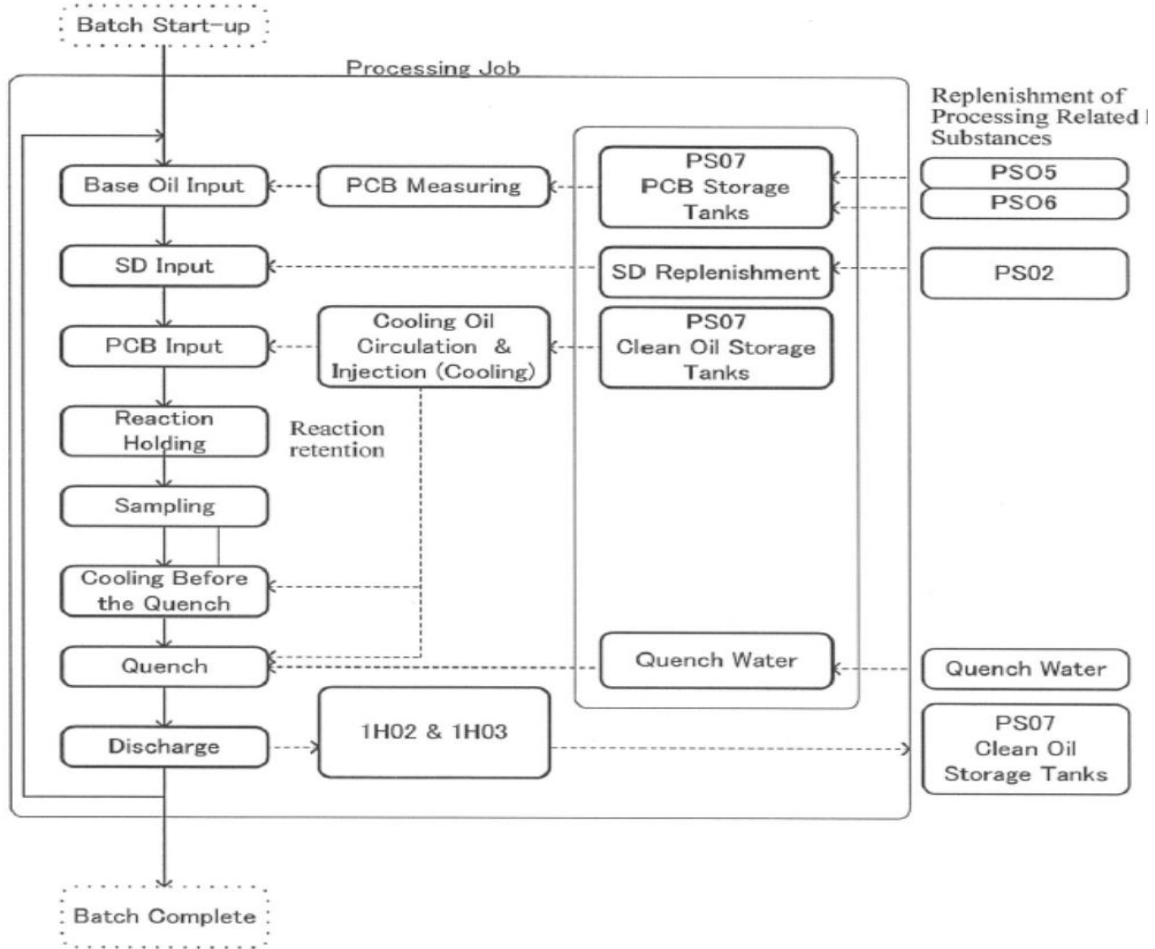 Batch Start-up
Processing Job
Replenishment of
Processing Related
Substances
Base Oil Input
PCB Measuring
PS07
PCB Storage
Tanks
PSO5
PSO6
SD Input
SD Replenishment
PS02
PCB Input
Cooling Oil
Circulation &
Injection (Cooling)
PS07
Clean Oil Storage
Tanks
Reaction
Holding
Reaction
retention
Sampling
Cooling Before
the Quench
Quench
Quench Water
Quench Water
Discharge
1H02 & 1H03
PS07
Clean Oil
Storage Tanks
Batch Complete